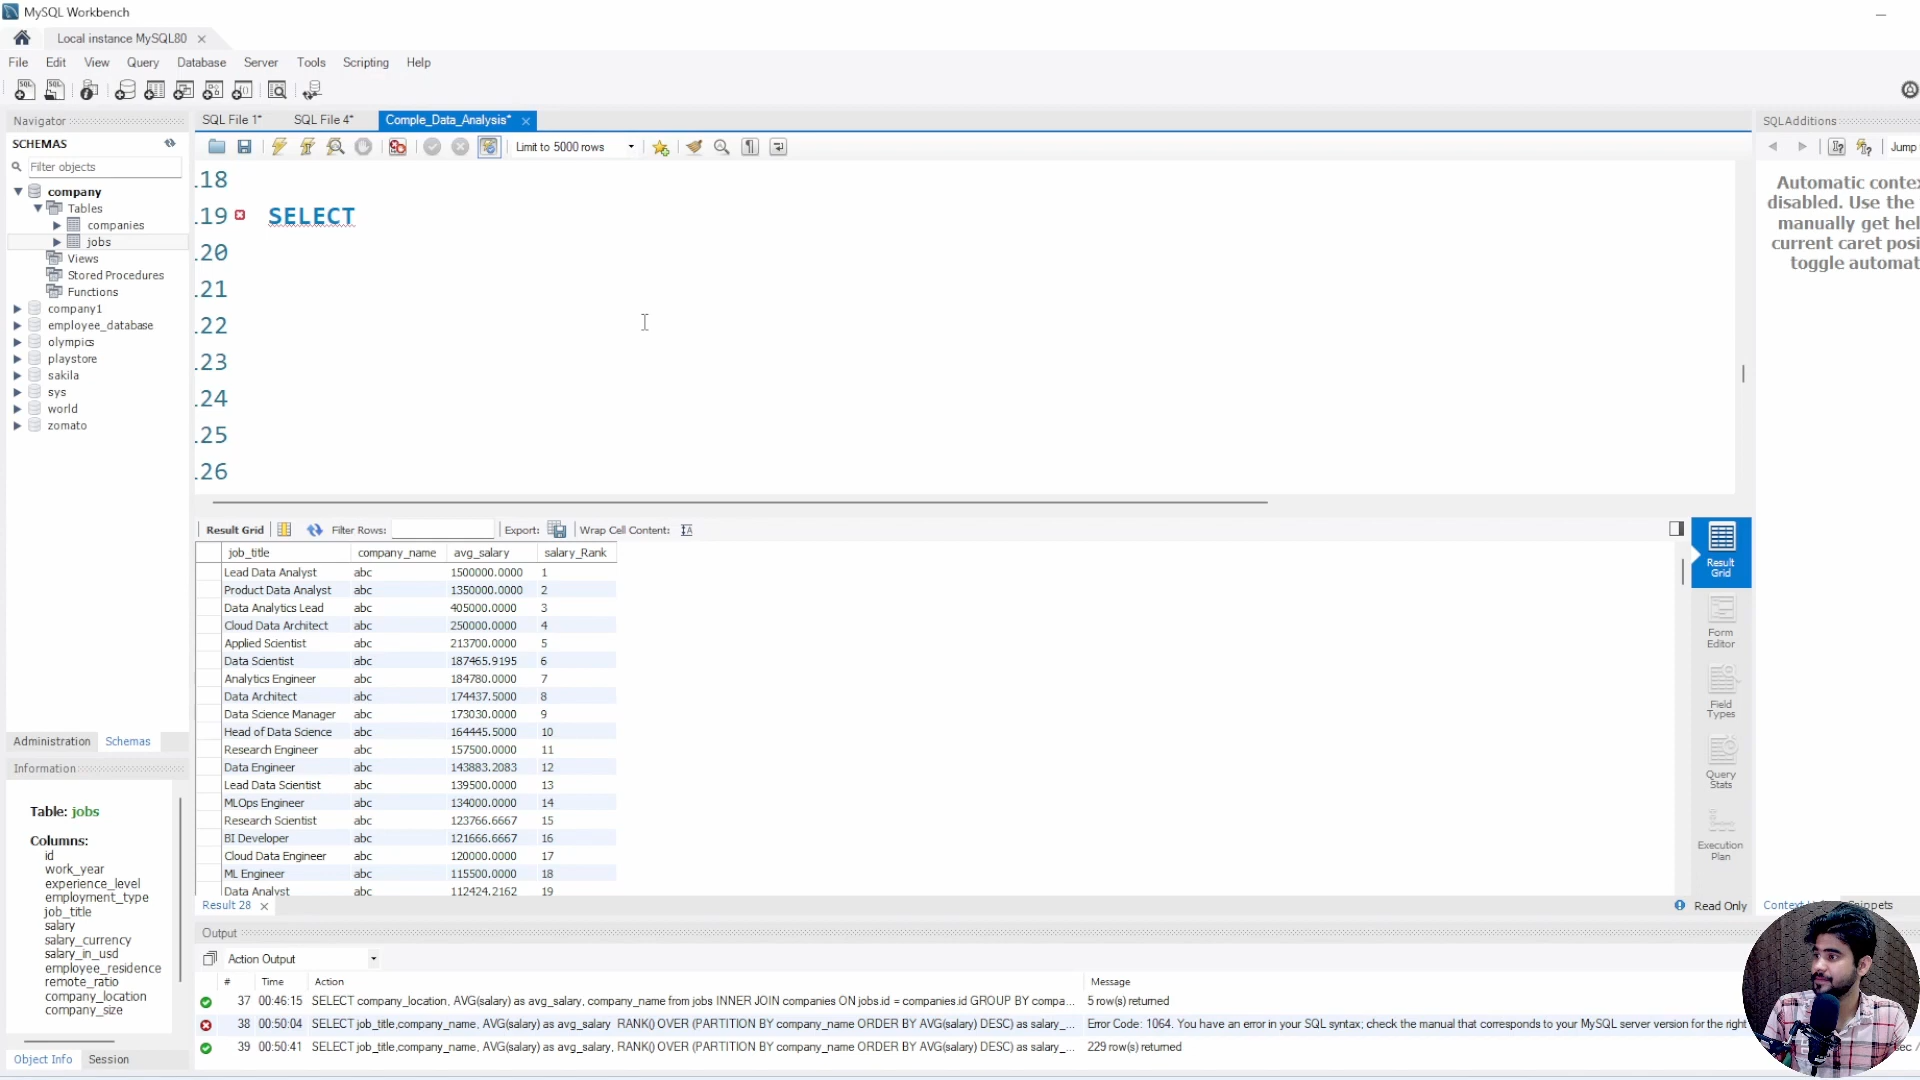 MySQL Workbench
Local instance MySQL80
File Edit View Query Database Server Tools Scripting Help
Navigator
SCHEMAS
Filter objects
company
Tables
companies
jobs
Views
Stored Procedures
Functions
company1
employee_database
olympics
playstore
sakila
sys
world
zomato
Administration Schemas
Information
Table: jobs
Columns:
id
work_year
experience_level
employment_type
job_title
salary
salary_currency
salary_in_usd
employee_residence
remote_ratio
company_location
company_size
Object Info Session
SQL File 1* SQL File 4* Comple_Data_Analysis*
Limit to 5000 rows
18
19 SELECT
20
21
22
23
24
25
26
Result Grid Filter Rows: Export: Wrap Cell Content:
job_title company_name avg_salary salary_Rank
Lead Data Analyst abc 1500000.0000 1
Product Data Analyst abc 1350000.0000 2
Data Analytics Lead abc 405000.0000 3
Cloud Data Architect abc 250000.0000 4
Applied Scientist abc 213700.0000 5
Data Scientist abc 187465.9195 6
Analytics Engineer abc 184780.0000 7
Data Architect abc 174437.5000 8
Data Science Manager abc 173030.0000 9
Head of Data Science abc 164445.5000 10
Research Engineer abc 157500.0000 11
Data Engineer abc 143883.2083 12
Lead Data Scientist abc 139500.0000 13
MLOps Engineer abc 134000.0000 14
Research Scientist abc 123766.6667 15
BI Developer abc 121666.6667 16
Cloud Data Engineer abc 120000.0000 17
ML Engineer abc 115500.0000 18
Data Analyst abc 112424.2162 19
Result 28
Read Only
Result Grid
Form Editor
Field Types
Query Stats
Execution Plan
Output
Action Output
# Time Action Message
37 00:46:15 SELECT company_location, AVG(salary) as avg_salary, company_name from jobs INNER JOIN companies ON jobs.id = companies.id GROUP BY compa... 5 row(s) returned
38 00:50:04 SELECT job_title,company_name, AVG(salary) as avg_salary RANK() OVER (PARTITION BY company_name ORDER BY AVG(salary) DESC) as salary_... Error Code: 1064. You have an error in your SQL syntax; check the manual that corresponds to your MySQL server version for the right
39 00:50:41 SELECT job_title,company_name, AVG(salary) as avg_salary, RANK() OVER (PARTITION BY company_name ORDER BY AVG(salary) DESC) as salary_... 229 row(s) returned
SQLAdditions
Jump
Automatic contex
disabled. Use the
manually get hel
current caret posi
toggle automat